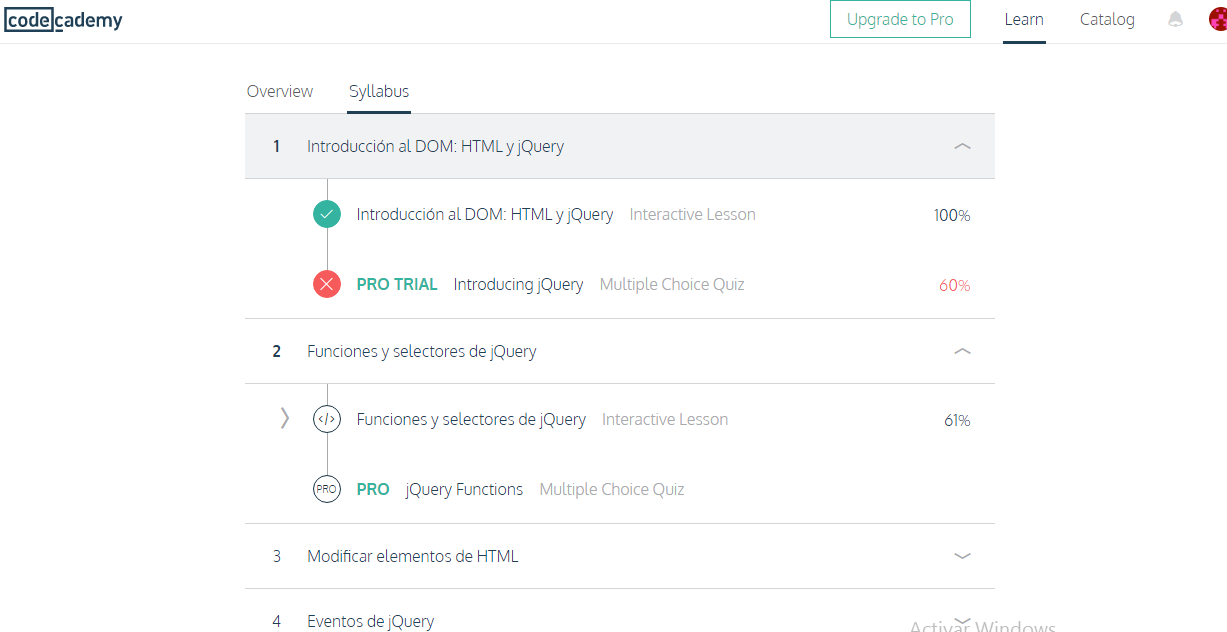 codecademy
Upgrade to Pro Learn Catalog
Overview Syllabus
1 Introducción al DOM: HTML y jQuery
Introducción al DOM: HTML y jQuery Interactive Lesson 100%
PRO TRIAL Introducing jQuery Multiple Choice Quiz 60%
2 Funciones y selectores de jQuery
</> Funciones y selectores de jQuery Interactive Lesson 61%
PRO PRO jQuery Functions Multiple Choice Quiz
3 Modificar elementos de HTML
4 Eventos de jQuery
Activar Windows